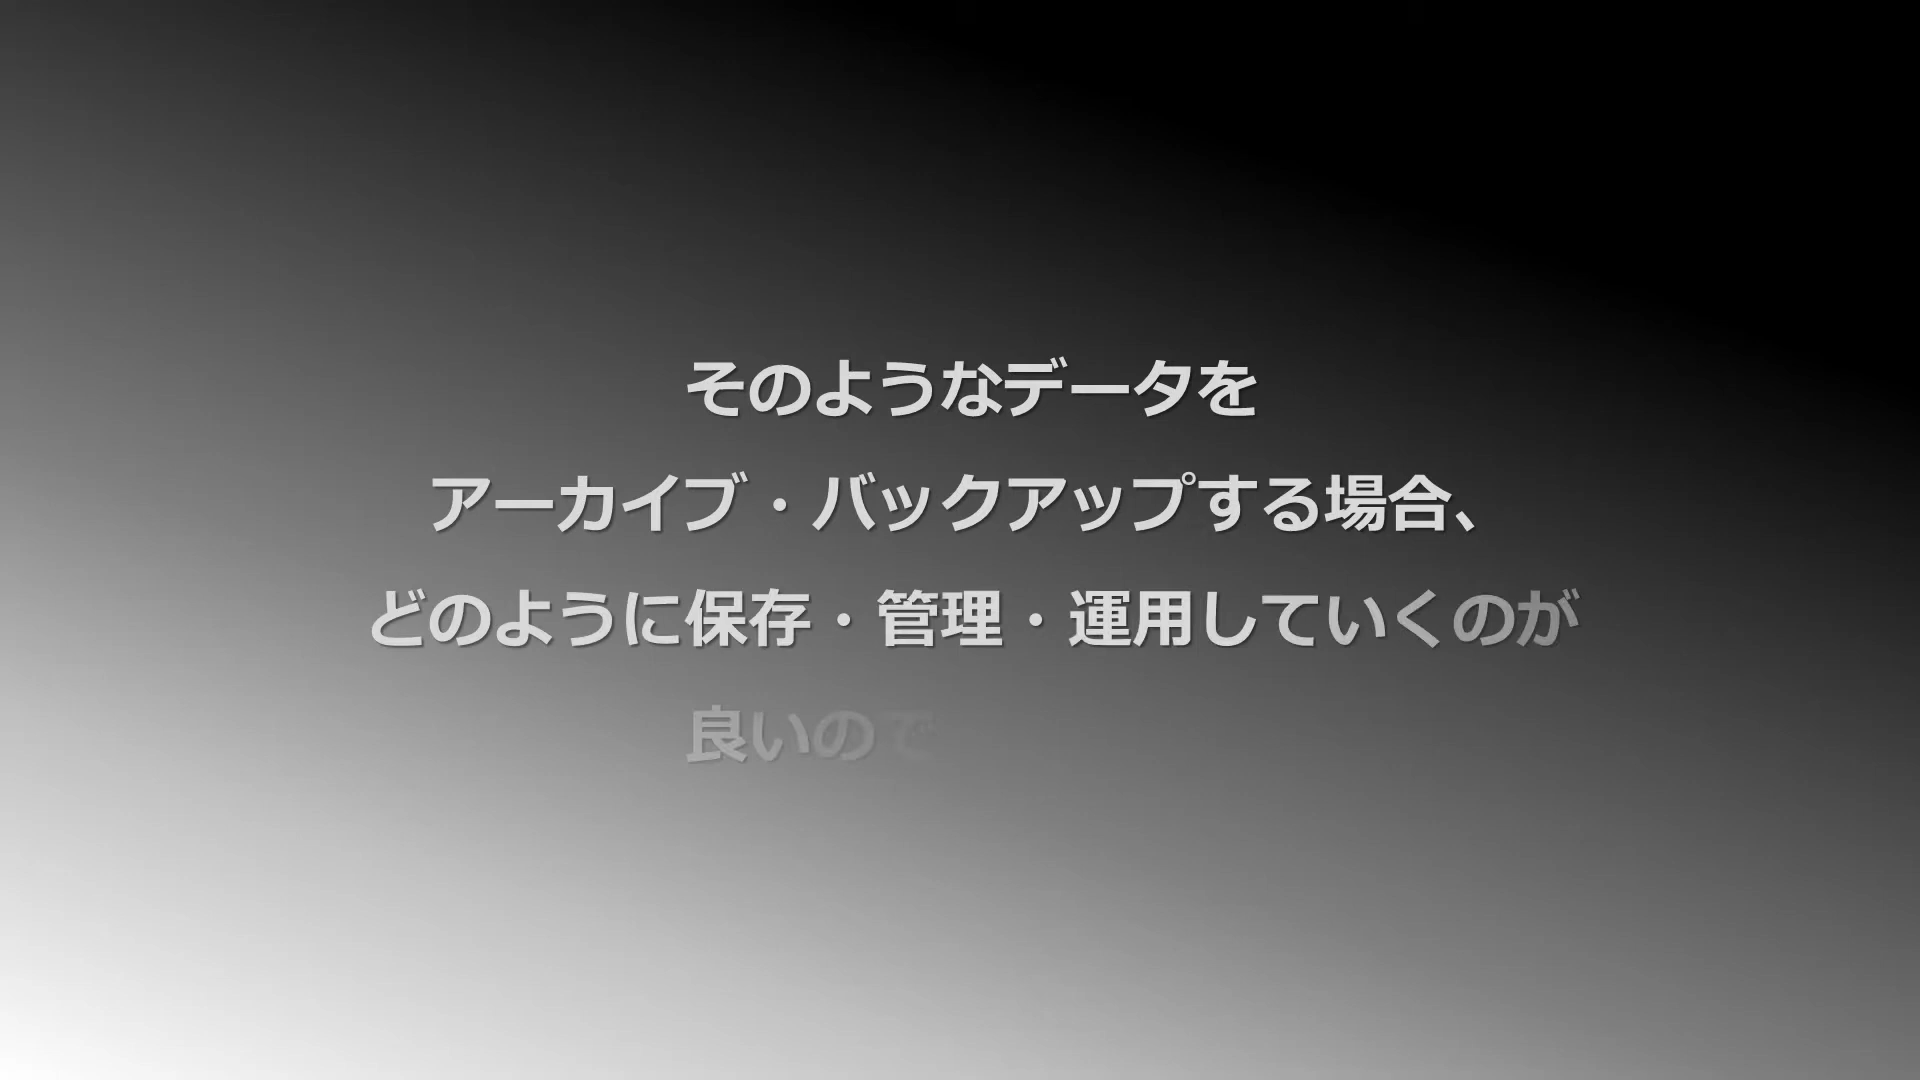 そのようなデータを
アーカイブ・バックアップする場合、
どのように保存・管理・運用していくのが
良いので